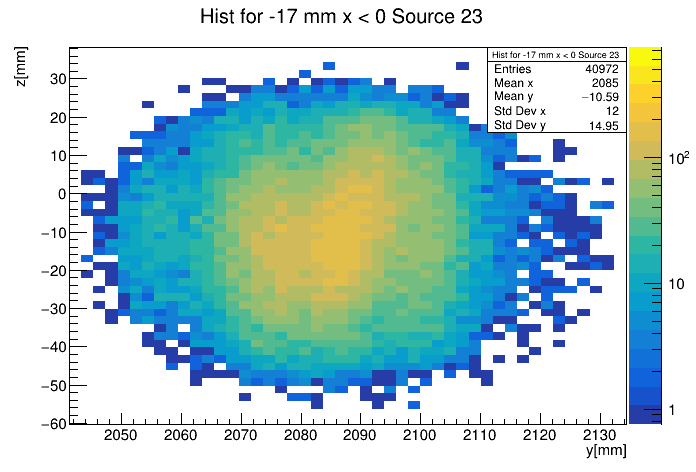 Hist for -17 mm x < 0 Source 23
z[mm]
Hist for -17 mm x < 0 Source 23
Entries 40972
Mean x 2085
Mean y −10.59
Std Dev x 12
Std Dev y 14.95
30
20
10
0
−10
−20
−30
−40
−50
−60
2050 2060 2070 2080 2090 2100 2110 2120 2130
y[mm]
10²
10
1